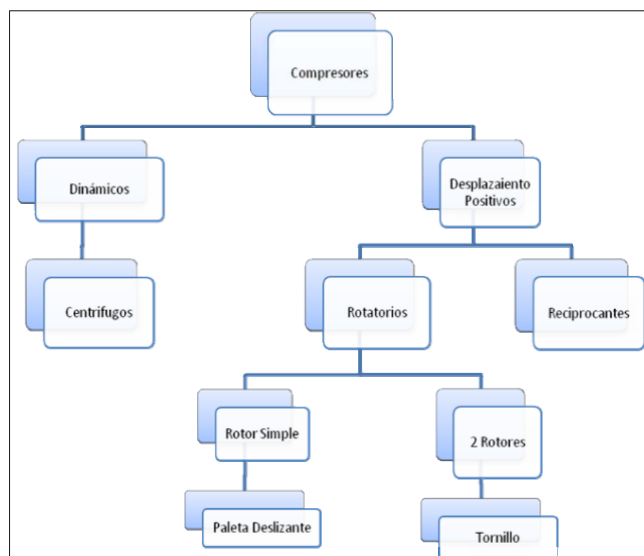 Compresores
Dinámicos
Desplazaiento
Positivos
Centrifugos
Rotatorios
Reciprocantes
Rotor Simple
2 Rotores
Paleta Deslizante
Tornillo